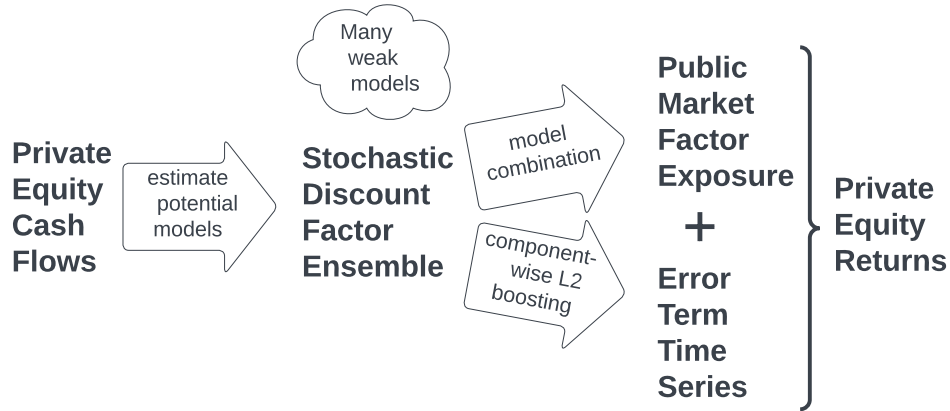 Private
Equity
Cash
Flows
estimate
potential
models
Many
weak
models
Stochastic
Discount
Factor
Ensemble
model
combination
component-
wise L2
boosting
Public
Market
Factor
Exposure
+
Error
Term
Time
Series
Private
Equity
Returns